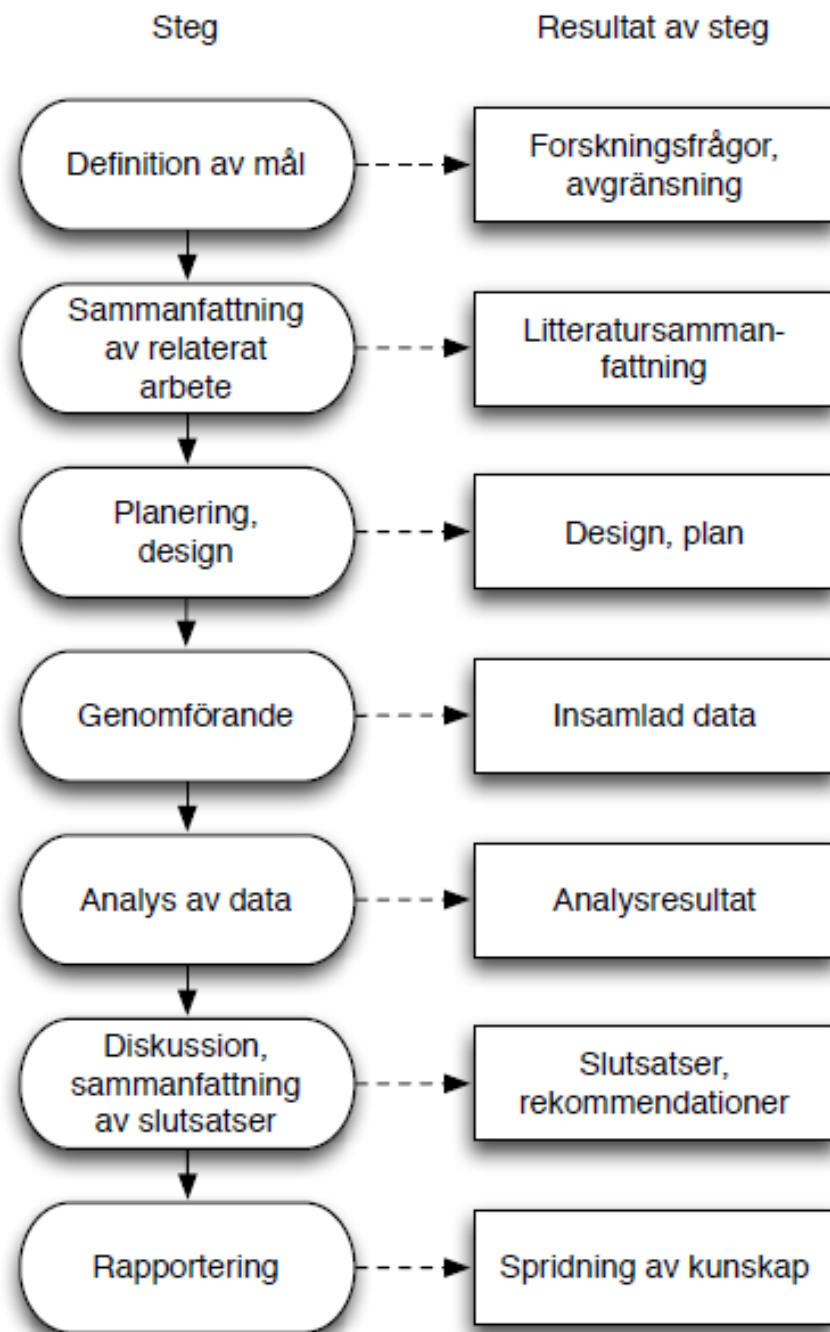 Steg
Resultat av steg
Definition av mål
Forskningsfrågor,
avgränsning
Sammanfattning
av relaterat
arbete
Litteratursamman-
fattning
Planering,
design
Design, plan
Genomförande
Insamlad data
Analys av data
Analysresultat
Diskussion,
sammanfattning
av slutsatser
Slutsatser,
rekommendationer
Rapportering
Spridning av kunskap